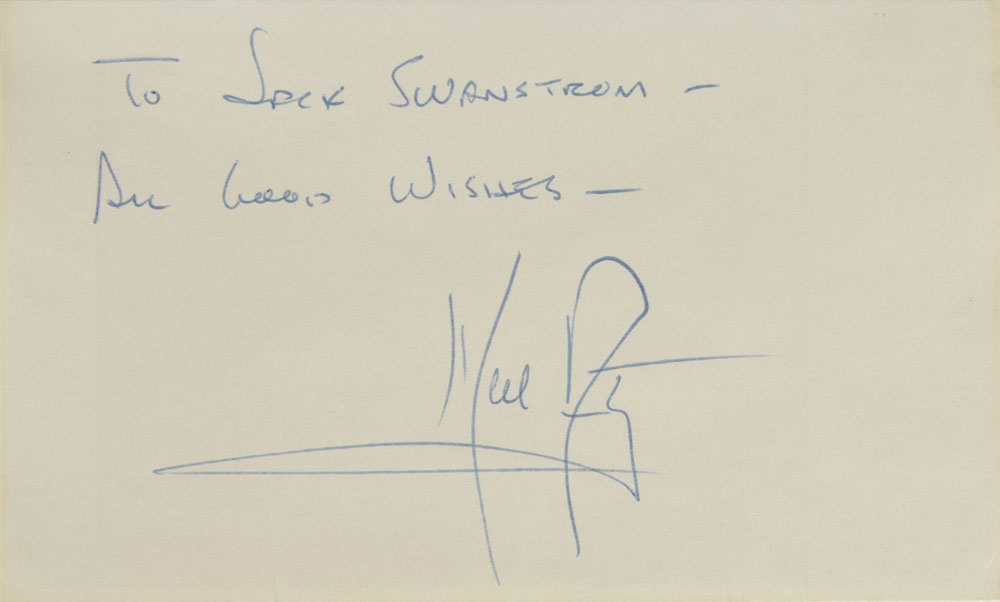 To Jack Swanstrom –
All Good Wishes —